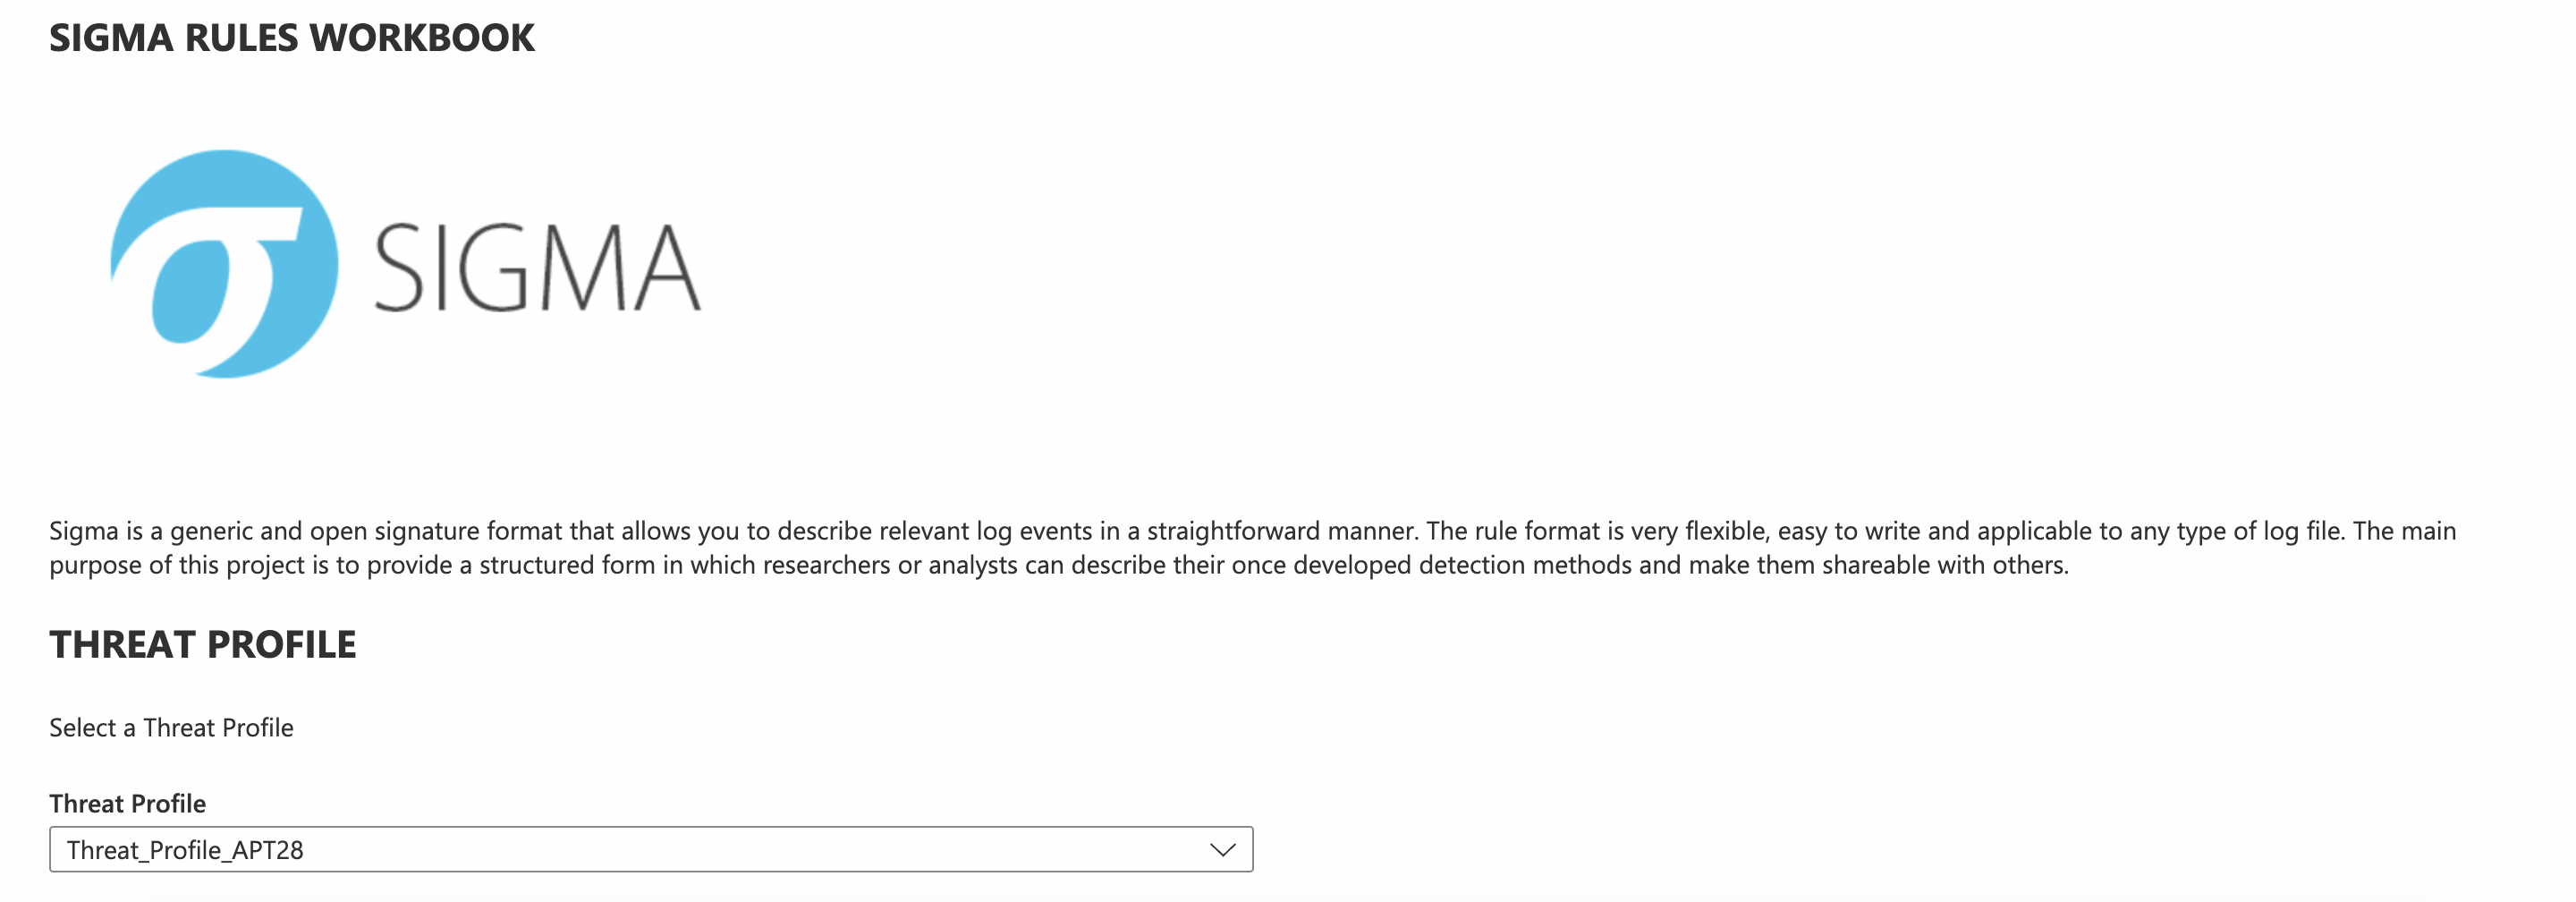 SIGMA RULES WORKBOOK
SIGMA
Sigma is a generic and open signature format that allows you to describe relevant log events in a straightforward manner. The rule format is very flexible, easy to write and applicable to any type of log file. The main
purpose of this project is to provide a structured form in which researchers or analysts can describe their once developed detection methods and make them shareable with others.
THREAT PROFILE
Select a Threat Profile
Threat Profile
Threat_Profile_APT28